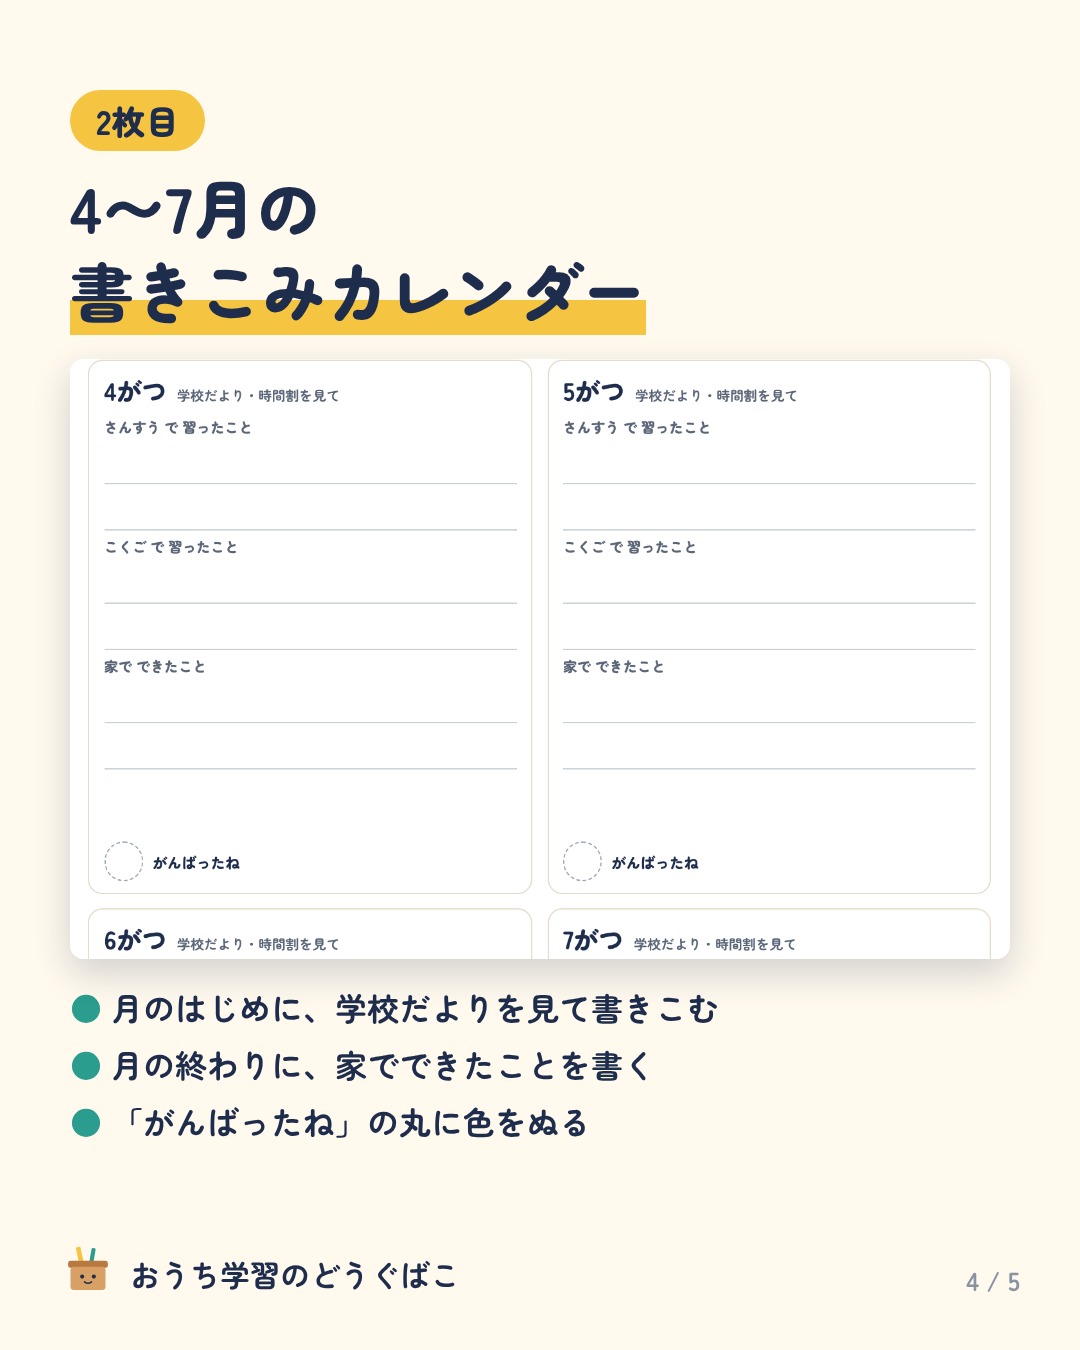 2枚目
4〜7月の
書きこみカレンダー
4がつ 学校だより・時間割を見て
さんすう で 習ったこと
こくご で 習ったこと
家で できたこと
がんばったね
5がつ 学校だより・時間割を見て
さんすう で 習ったこと
こくご で 習ったこと
家で できたこと
がんばったね
6がつ 学校だより・時間割を見て
7がつ 学校だより・時間割を見て
月のはじめに、学校だよりを見て書きこむ
月の終わりに、家でできたことを書く
「がんばったね」の丸に色をぬる
おうち学習のどうぐばこ
4 / 5